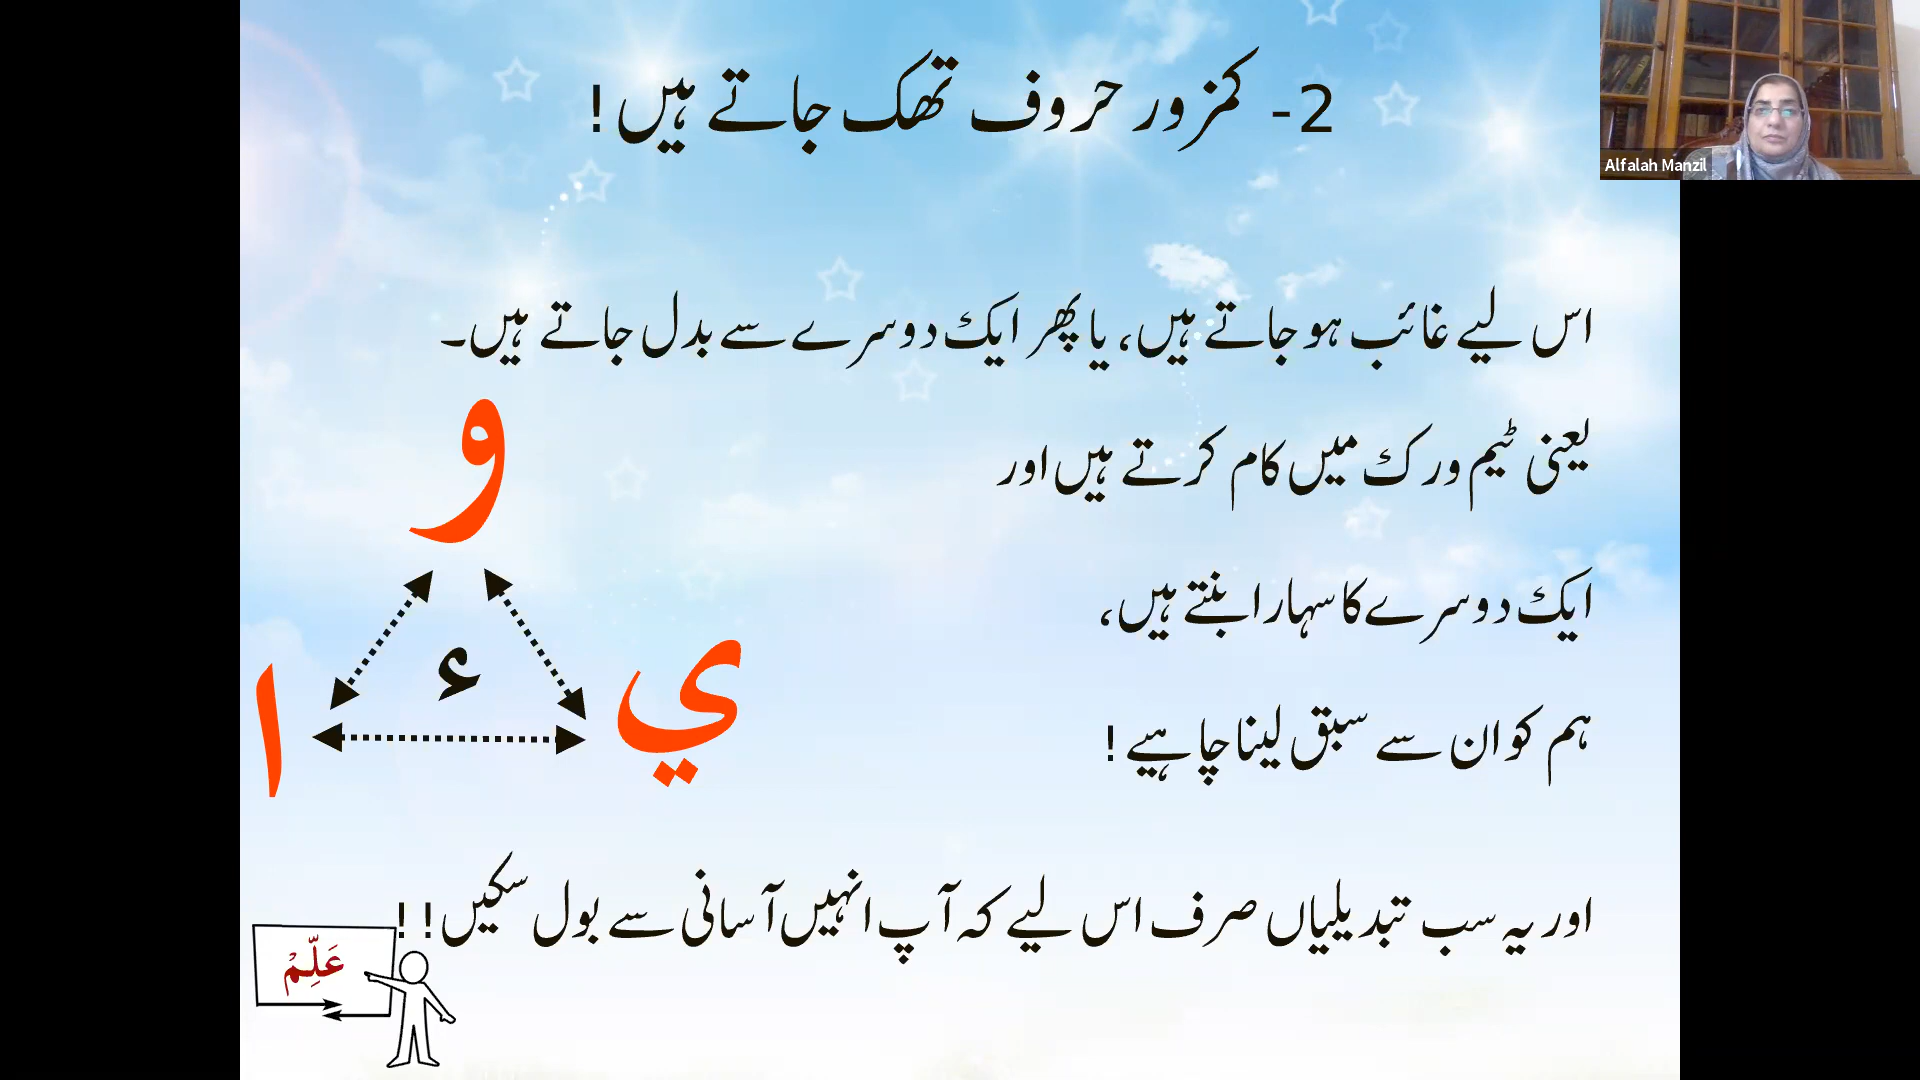 2- کمزور حروف تھک جاتے ہیں!
Alfalah Manzil
اس لیے غائب ہو جاتے ہیں، یا پھر ایک دوسرے سے بدل جاتے ہیں۔
یعنی ٹیم ورک میں کام کرتے ہیں اور
ایک دوسرے کا سہارا بنتے ہیں،
ہم کو ان سے سبق لینا چاہیے!
و
ء
ي
ا
اور یہ سب تبدیلیاں صرف اس لیے کہ آپ انہیں آسانی سے بول سکیں!!
عَلِّمْ